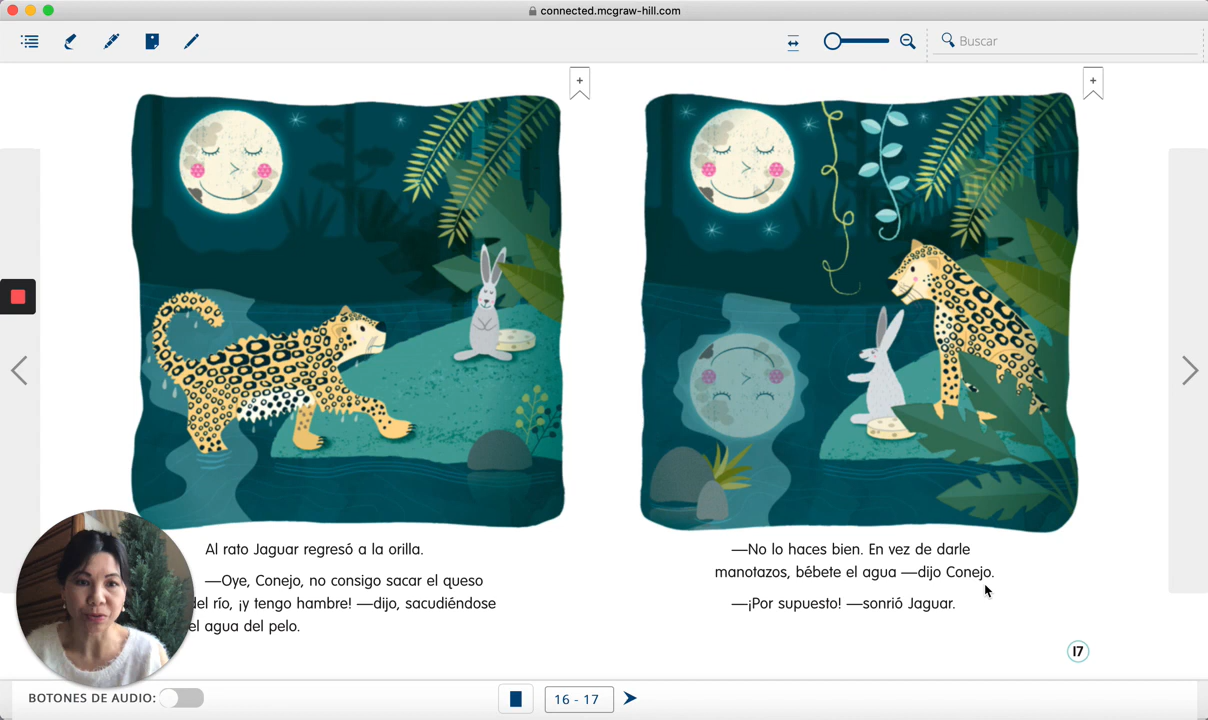 connected.mcgraw-hill.com
Buscar
Al rato Jaguar regresó a la orilla.
—Oye, Conejo, no consigo sacar el queso
del río, ¡y tengo hambre! —dijo, sacudiéndose
el agua del pelo.
—No lo haces bien. En vez de darle
manotazos, bébete el agua —dijo Conejo.
—¡Por supuesto! —sonrió Jaguar.
17
BOTONES DE AUDIO:
16 - 17